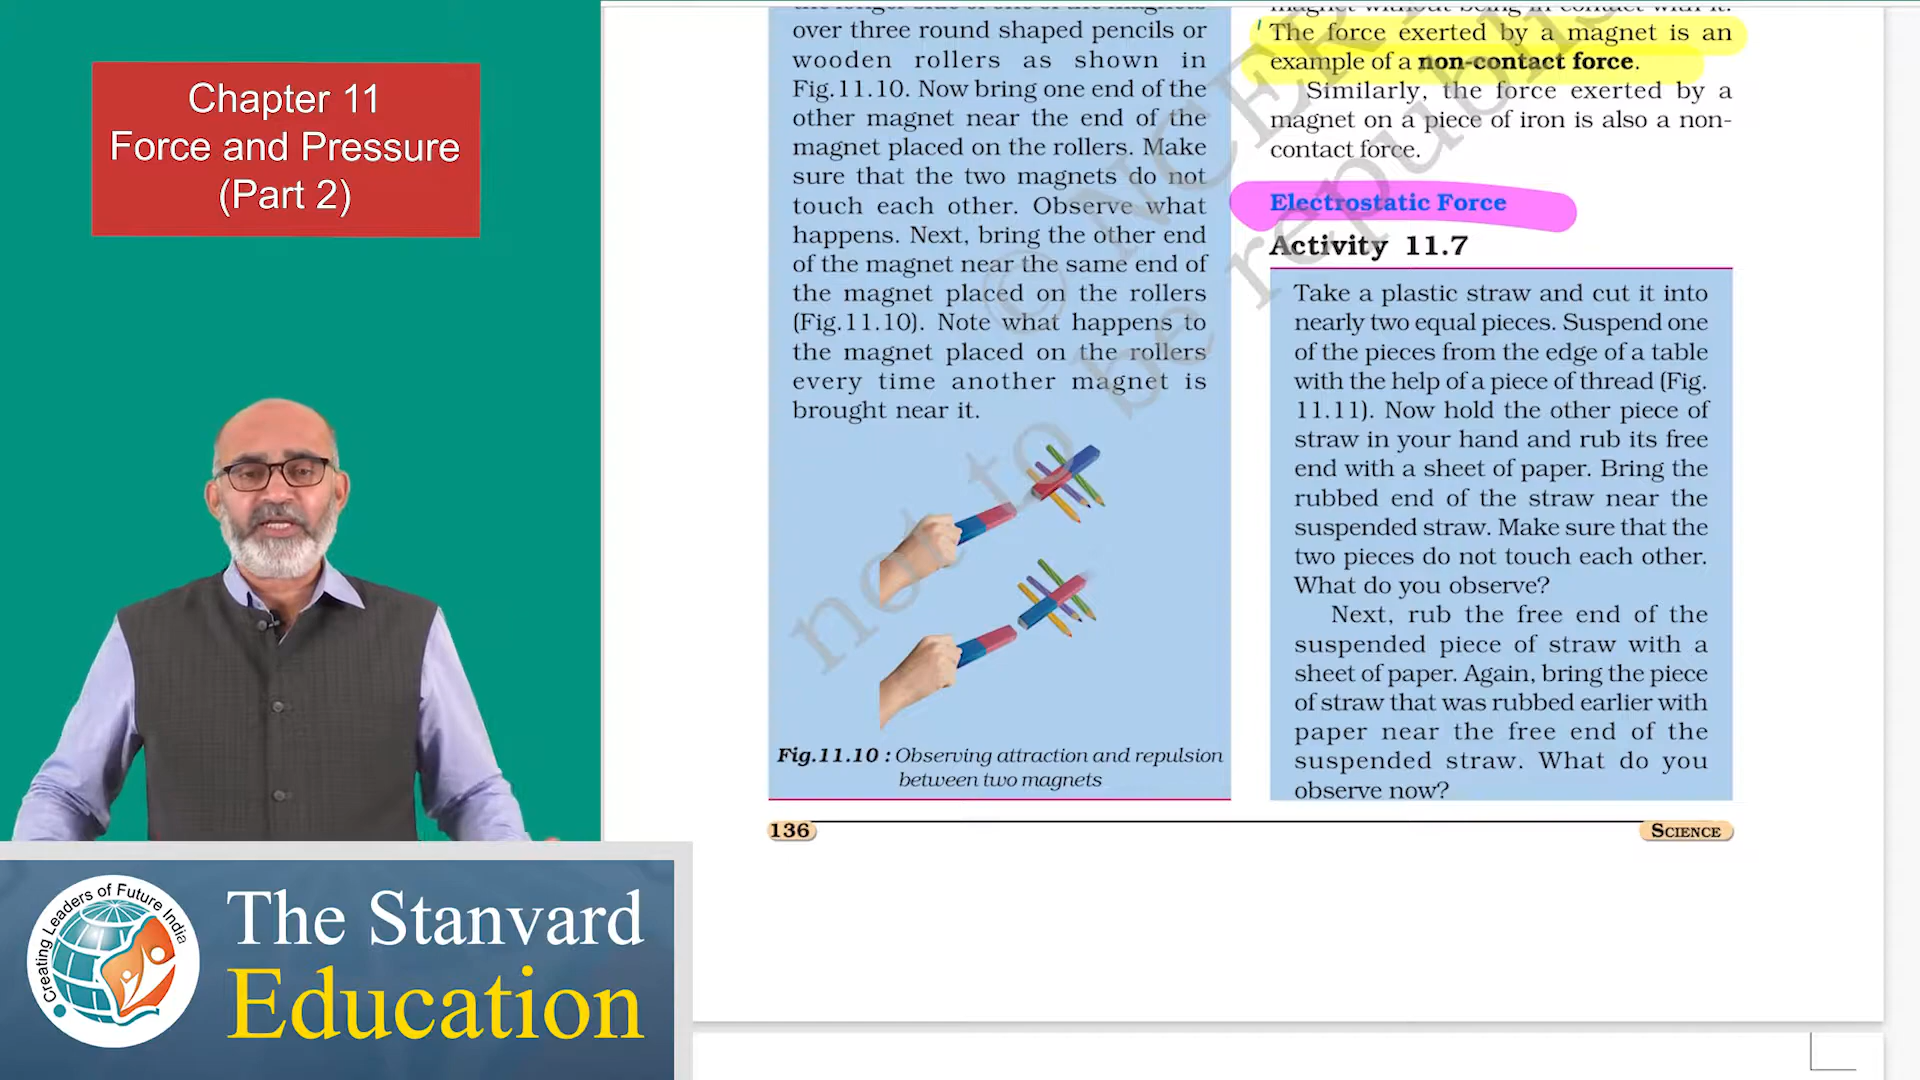 Chapter 11
Force and Pressure
(Part 2)
over three round shaped pencils or
wooden rollers as shown in
Fig.11.10. Now bring one end of the
other magnet near the end of the
magnet placed on the rollers. Make
sure that the two magnets do not
touch each other. Observe what
happens. Next, bring the other end
of the magnet near the same end of
the magnet placed on the rollers
(Fig.11.10). Note what happens to
the magnet placed on the rollers
every time another magnet is
brought near it.
Fig.11.10 : Observing attraction and repulsion
between two magnets
magnet without being in contact with it.
The force exerted by a magnet is an
example of a non-contact force.
Similarly, the force exerted by a
magnet on a piece of iron is also a non-
contact force.
Electrostatic Force
Activity 11.7
Take a plastic straw and cut it into
nearly two equal pieces. Suspend one
of the pieces from the edge of a table
with the help of a piece of thread (Fig.
11.11). Now hold the other piece of
straw in your hand and rub its free
end with a sheet of paper. Bring the
rubbed end of the straw near the
suspended straw. Make sure that the
two pieces do not touch each other.
What do you observe?
Next, rub the free end of the
suspended piece of straw with a
sheet of paper. Again, bring the piece
of straw that was rubbed earlier with
paper near the free end of the
suspended straw. What do you
observe now?
136
SCIENCE
© NCERT
not to be republis
Creating Leaders of Future India
The Stanvard
Education